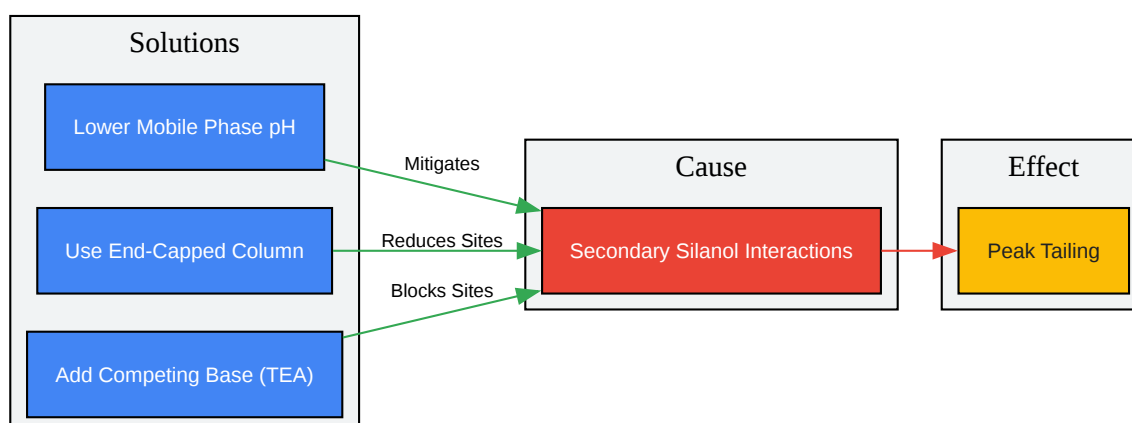 Solutions
Lower Mobile Phase pH
Use End-Capped Column
Add Competing Base (TEA)
Mitigates
Reduces Sites
Blocks Sites
Cause
Secondary Silanol Interactions
Effect
Peak Tailing